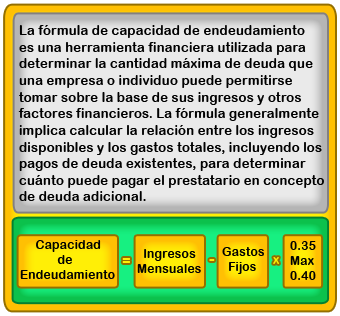 La fórmula de capacidad de endeudamiento
es una herramienta financiera utilizada para
determinar la cantidad máxima de deuda que
una empresa o individuo puede permitirse
tomar sobre la base de sus ingresos y otros
factores financieros. La fórmula generalmente
implica calcular la relación entre los ingresos
disponibles y los gastos totales, incluyendo los
pagos de deuda existentes, para determinar
cuánto puede pagar el prestatario en concepto
de deuda adicional.
Capacidad
de
Endeudamiento
=
Ingresos
Mensuales
-
Gastos
Fijos
x
0.35
Max
0.40